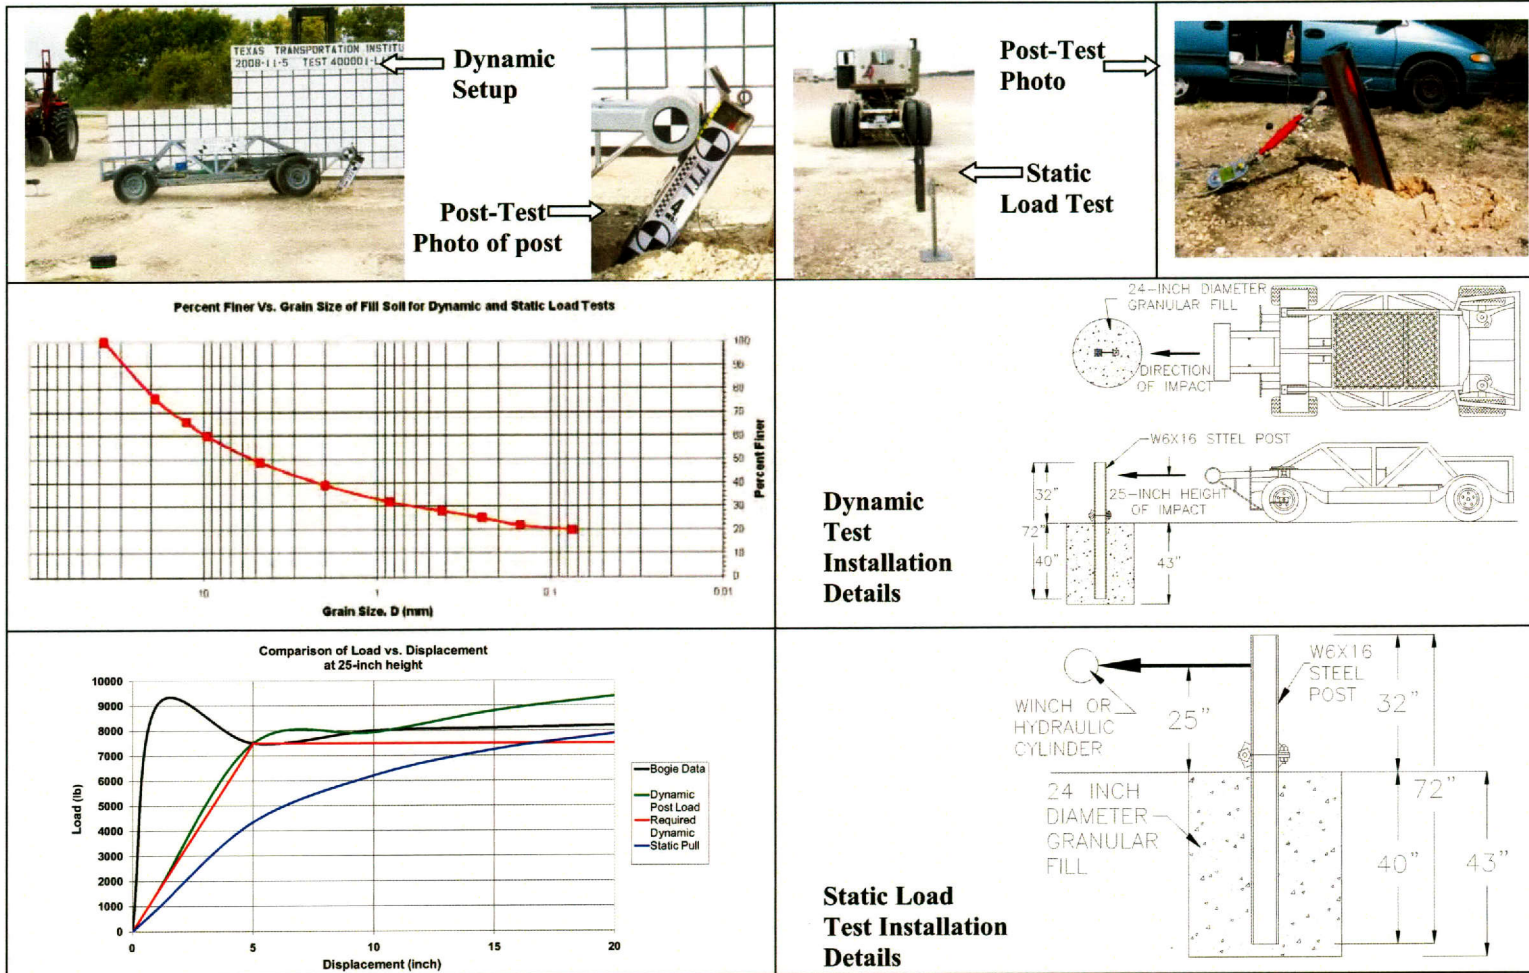 TEXAS TRANSPORTATION INSTITU
2008-11-5 TEST 400001-L
Dynamic
Setup
Post-Test
Photo of post
TTI 4
Static
Load Test
Post-Test
Photo
Percent Finer Vs. Grain Size of Fill Soil for Dynamic and Static Load Tests
100
90
80
70
60
50
40
30
20
10
0
Percent Finer
10
1
0.1
0.01
Grain Size, D (mm)
24-INCH DIAMETER
GRANULAR FILL
DIRECTION
OF IMPACT
W6X16 STTEL POST
25-INCH HEIGHT
OF IMPACT
32"
72"
40"
43"
Dynamic
Test
Installation
Details
Comparison of Load vs. Displacement
at 25-inch height
10000
9000
8000
7000
6000
5000
4000
3000
2000
1000
0
Load (lb)
0
5
10
15
20
Displacement (inch)
Bogie Data
Dynamic
Post Load
Required
Dynamic
Static Pull
WINCH OR
HYDRAULIC
CYLINDER
25"
W6X16
STEEL
POST
32"
72"
24 INCH
DIAMETER
GRANULAR
FILL
40"
43"
Static Load
Test Installation
Details